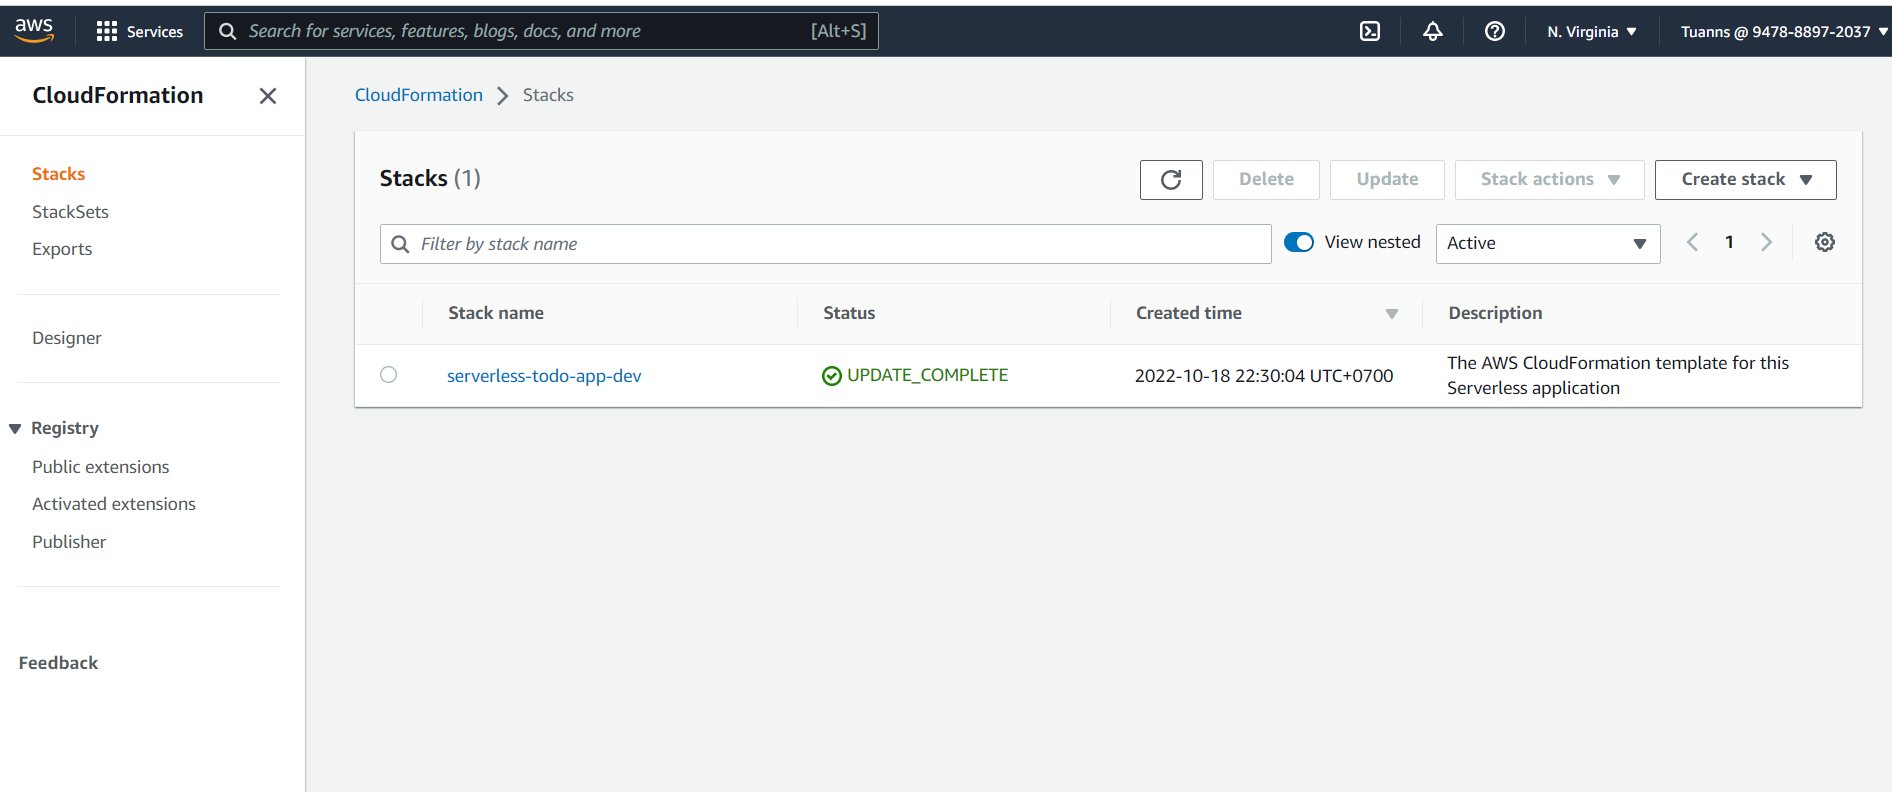 aws
Services
Search for services, features, blogs, docs, and more
[Alt+S]
N. Virginia
Tuanns @ 9478-8897-2037
CloudFormation
Stacks
StackSets
Exports
Designer
Registry
Public extensions
Activated extensions
Publisher
Feedback
CloudFormation
Stacks
Stacks (1)
Delete
Update
Stack actions
Create stack
Filter by stack name
View nested
Active
1
Stack name
Status
Created time
Description
serverless-todo-app-dev
UPDATE_COMPLETE
2022-10-18 22:30:04 UTC+0700
The AWS CloudFormation template for this
Serverless application